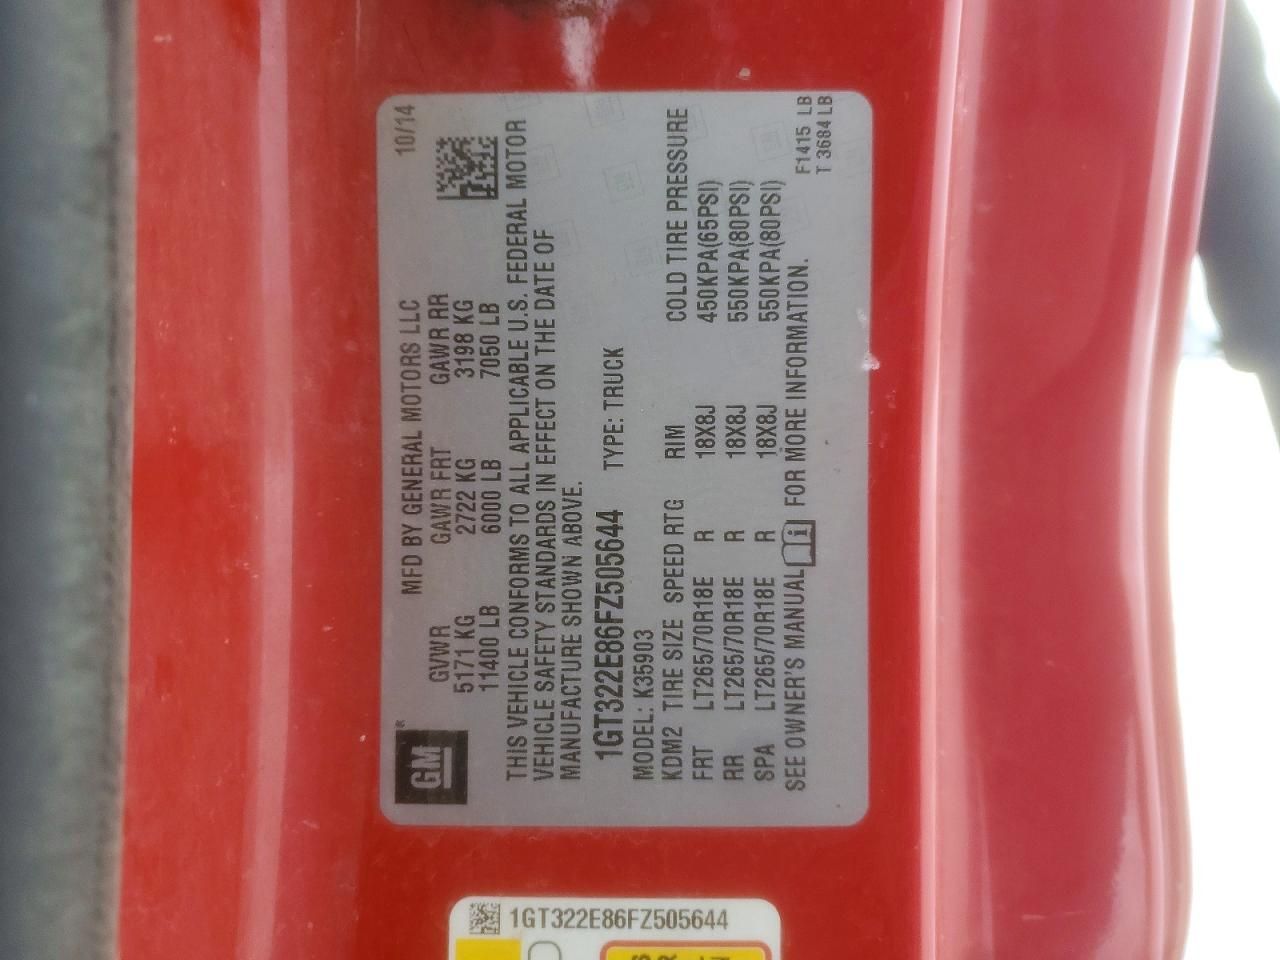 GM
MFD BY GENERAL MOTORS LLC 10/14
GVWR GAWR FRT GAWR RR
5171 KG 2722 KG 3198 KG
11400 LB 6000 LB 7050 LB
THIS VEHICLE CONFORMS TO ALL APPLICABLE U.S. FEDERAL MOTOR
VEHICLE SAFETY STANDARDS IN EFFECT ON THE DATE OF
MANUFACTURE SHOWN ABOVE.
1GT322E86FZ505644 TYPE: TRUCK
MODEL: K35903
KDM2 TIRE SIZE SPEED RTG RIM COLD TIRE PRESSURE
FRT LT265/70R18E R 18X8J 450KPA(65PSI)
RR LT265/70R18E R 18X8J 550KPA(80PSI)
SPA LT265/70R18E R 18X8J 550KPA(80PSI)
SEE OWNER'S MANUAL FOR MORE INFORMATION.
F1415 LB
T 3684 LB
1GT322E86FZ505644